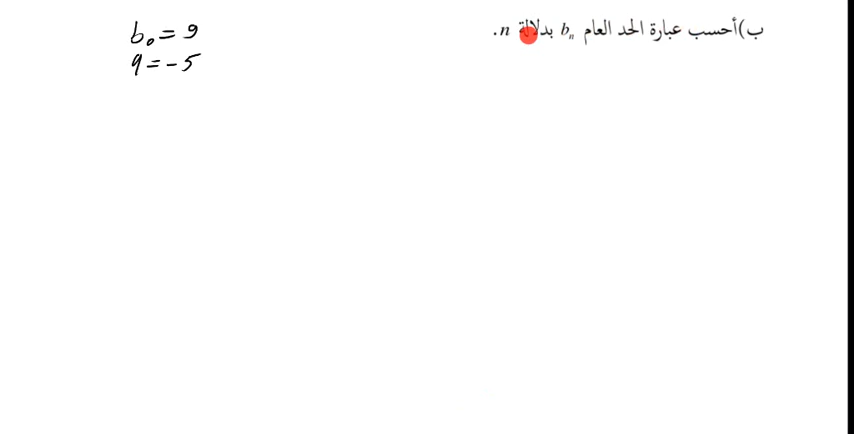 ب)أحسب عبارة الحد العام bₙ بدلالة n .
b₀ = 9
q = - 5